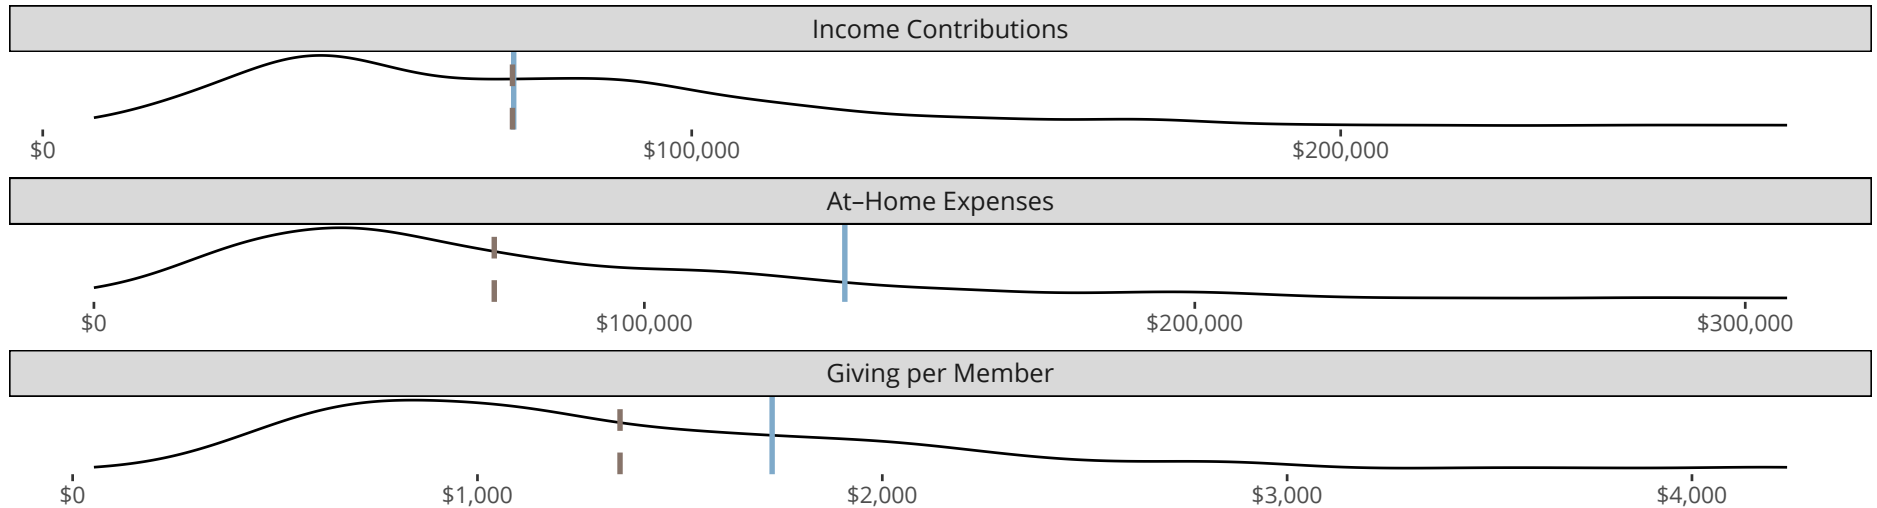 Income Contributions
$0 $100,000 $200,000
At–Home Expenses
$0 $100,000 $200,000 $300,000
Giving per Member
$0 $1,000 $2,000 $3,000 $4,000